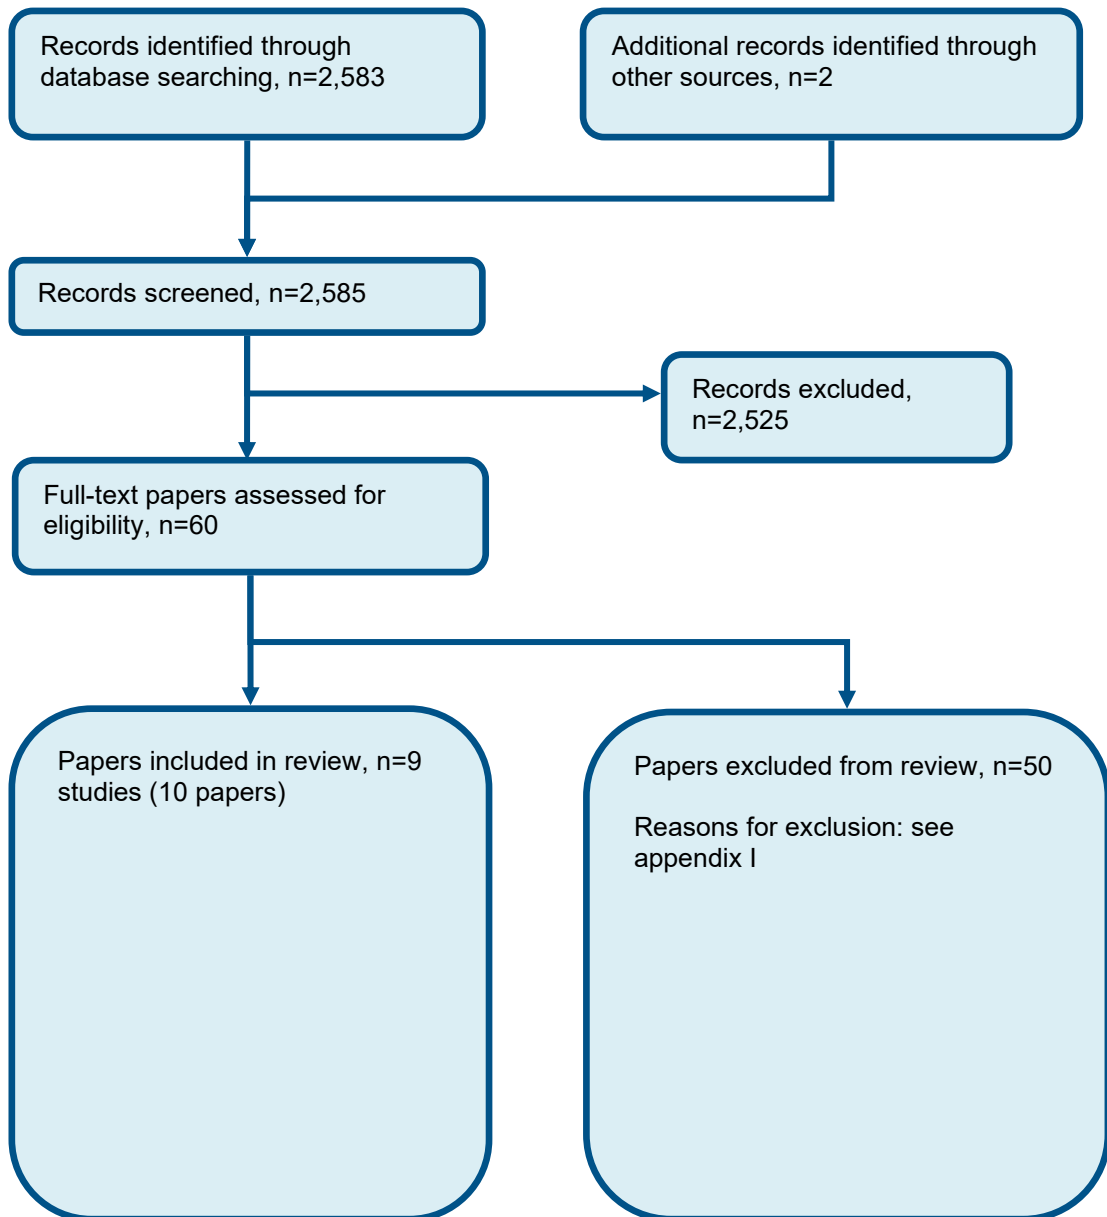 Records identified through
database searching, n=2,583
Additional records identified through
other sources, n=2
Records screened, n=2,585
Records excluded,
n=2,525
Full-text papers assessed for
eligibility, n=60
Papers included in review, n=9
studies (10 papers)
Papers excluded from review, n=50
Reasons for exclusion: see
appendix I